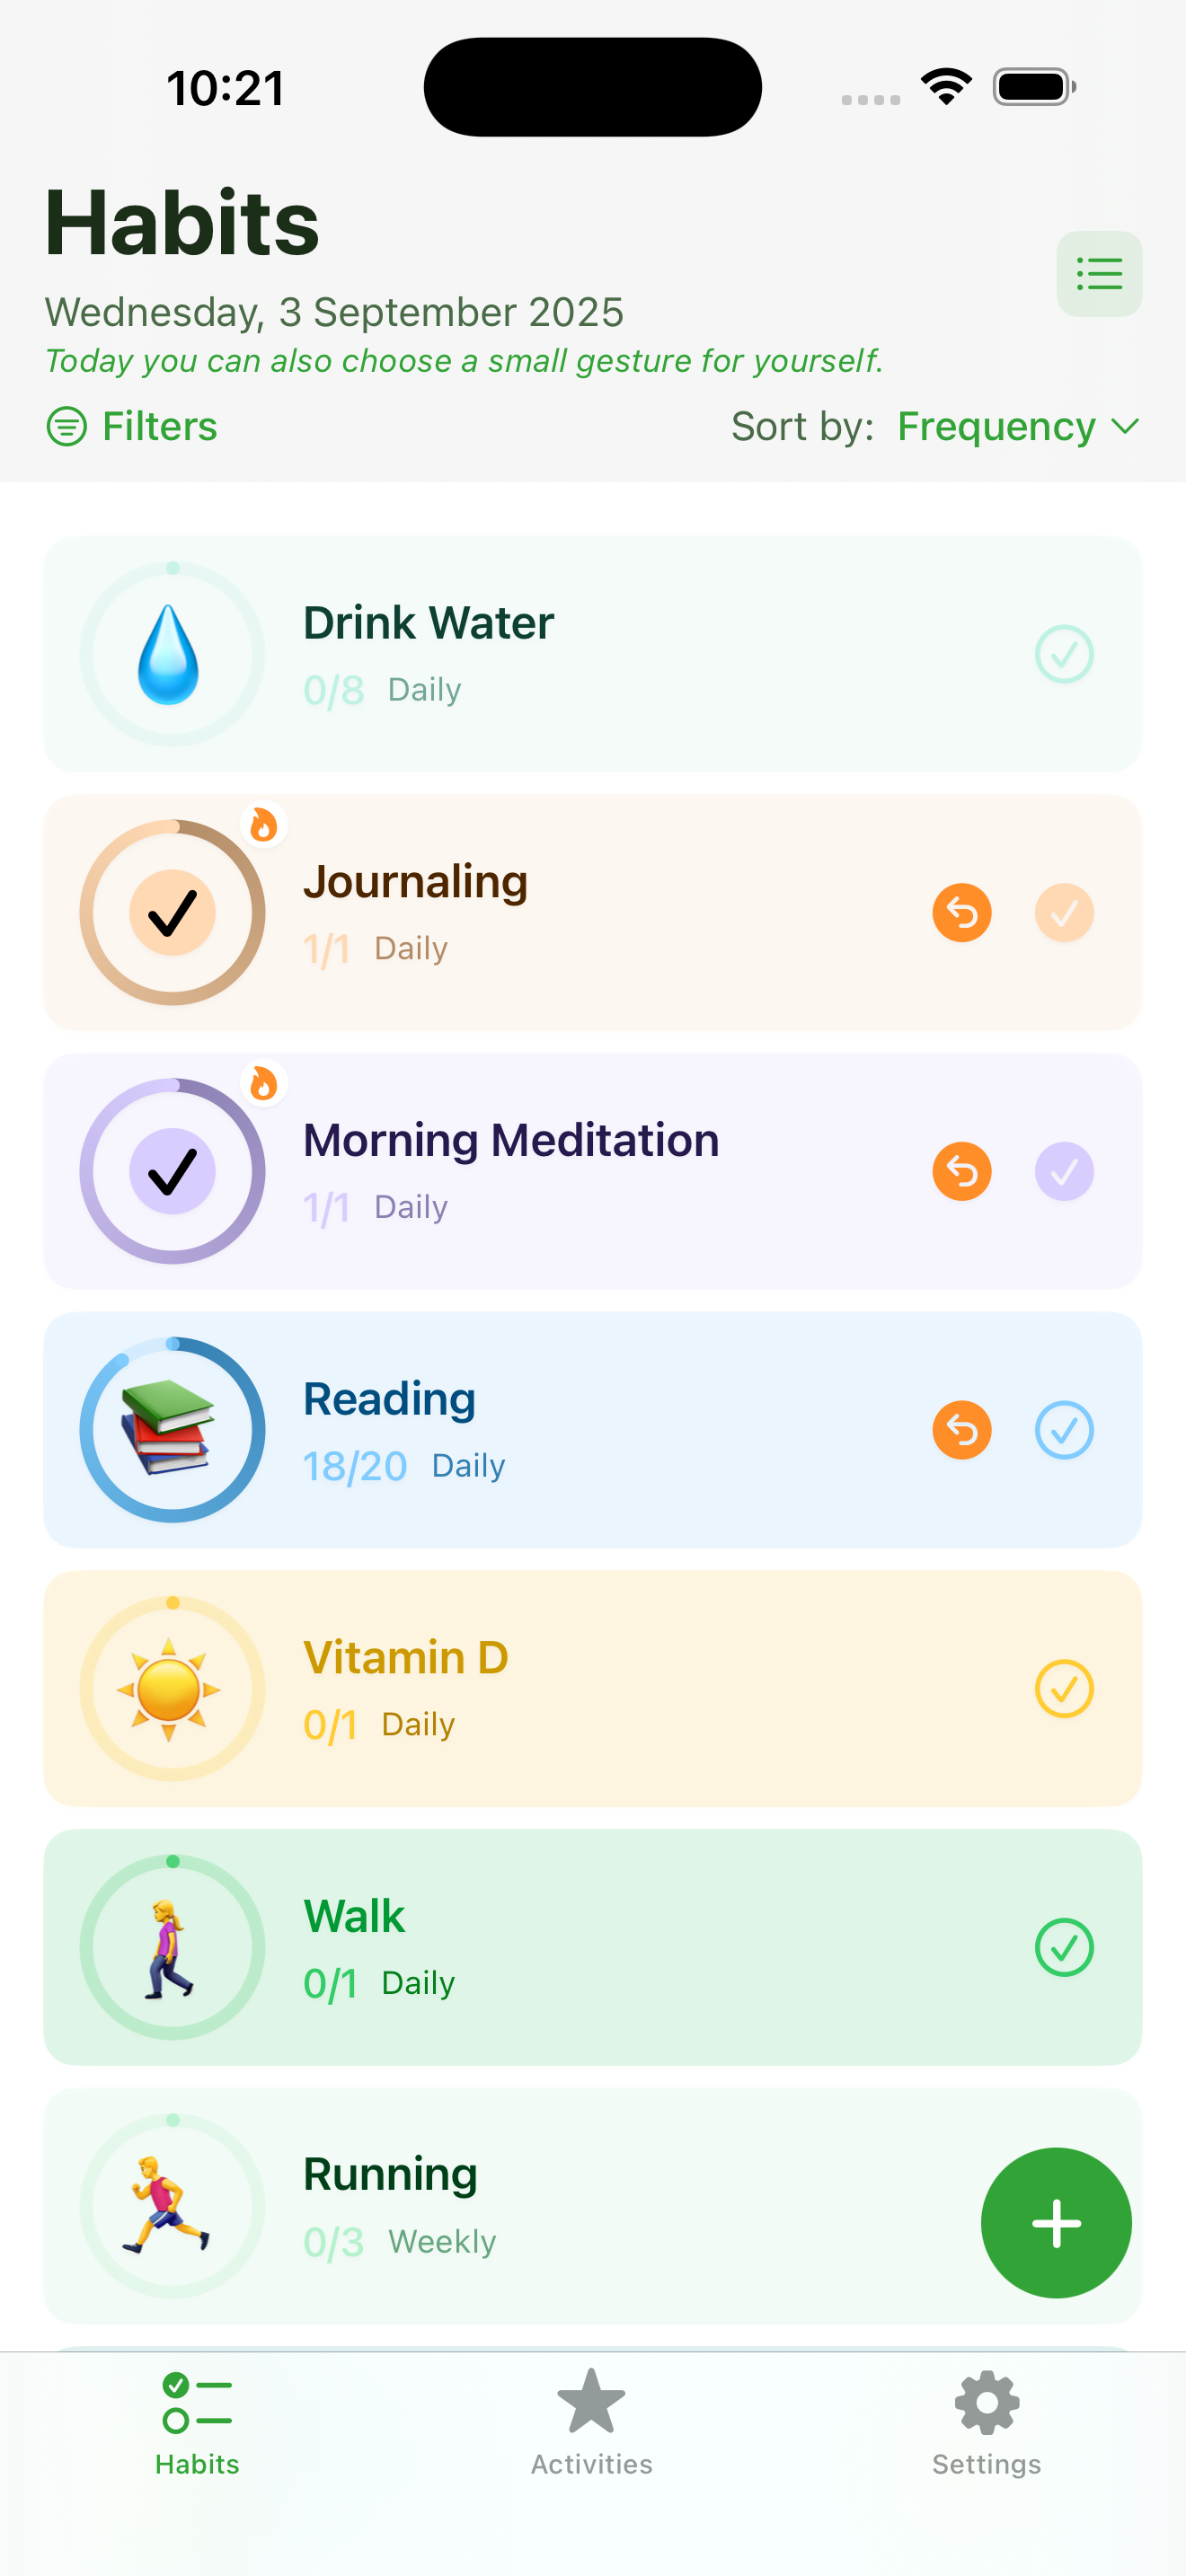 10:21
Habits
Wednesday, 3 September 2025
Today you can also choose a small gesture for yourself.
Filters
Sort by: Frequency
Drink Water
0/8 Daily
Journaling
1/1 Daily
Morning Meditation
1/1 Daily
Reading
18/20 Daily
Vitamin D
0/1 Daily
Walk
0/1 Daily
Running
0/3 Weekly
Habits
Activities
Settings